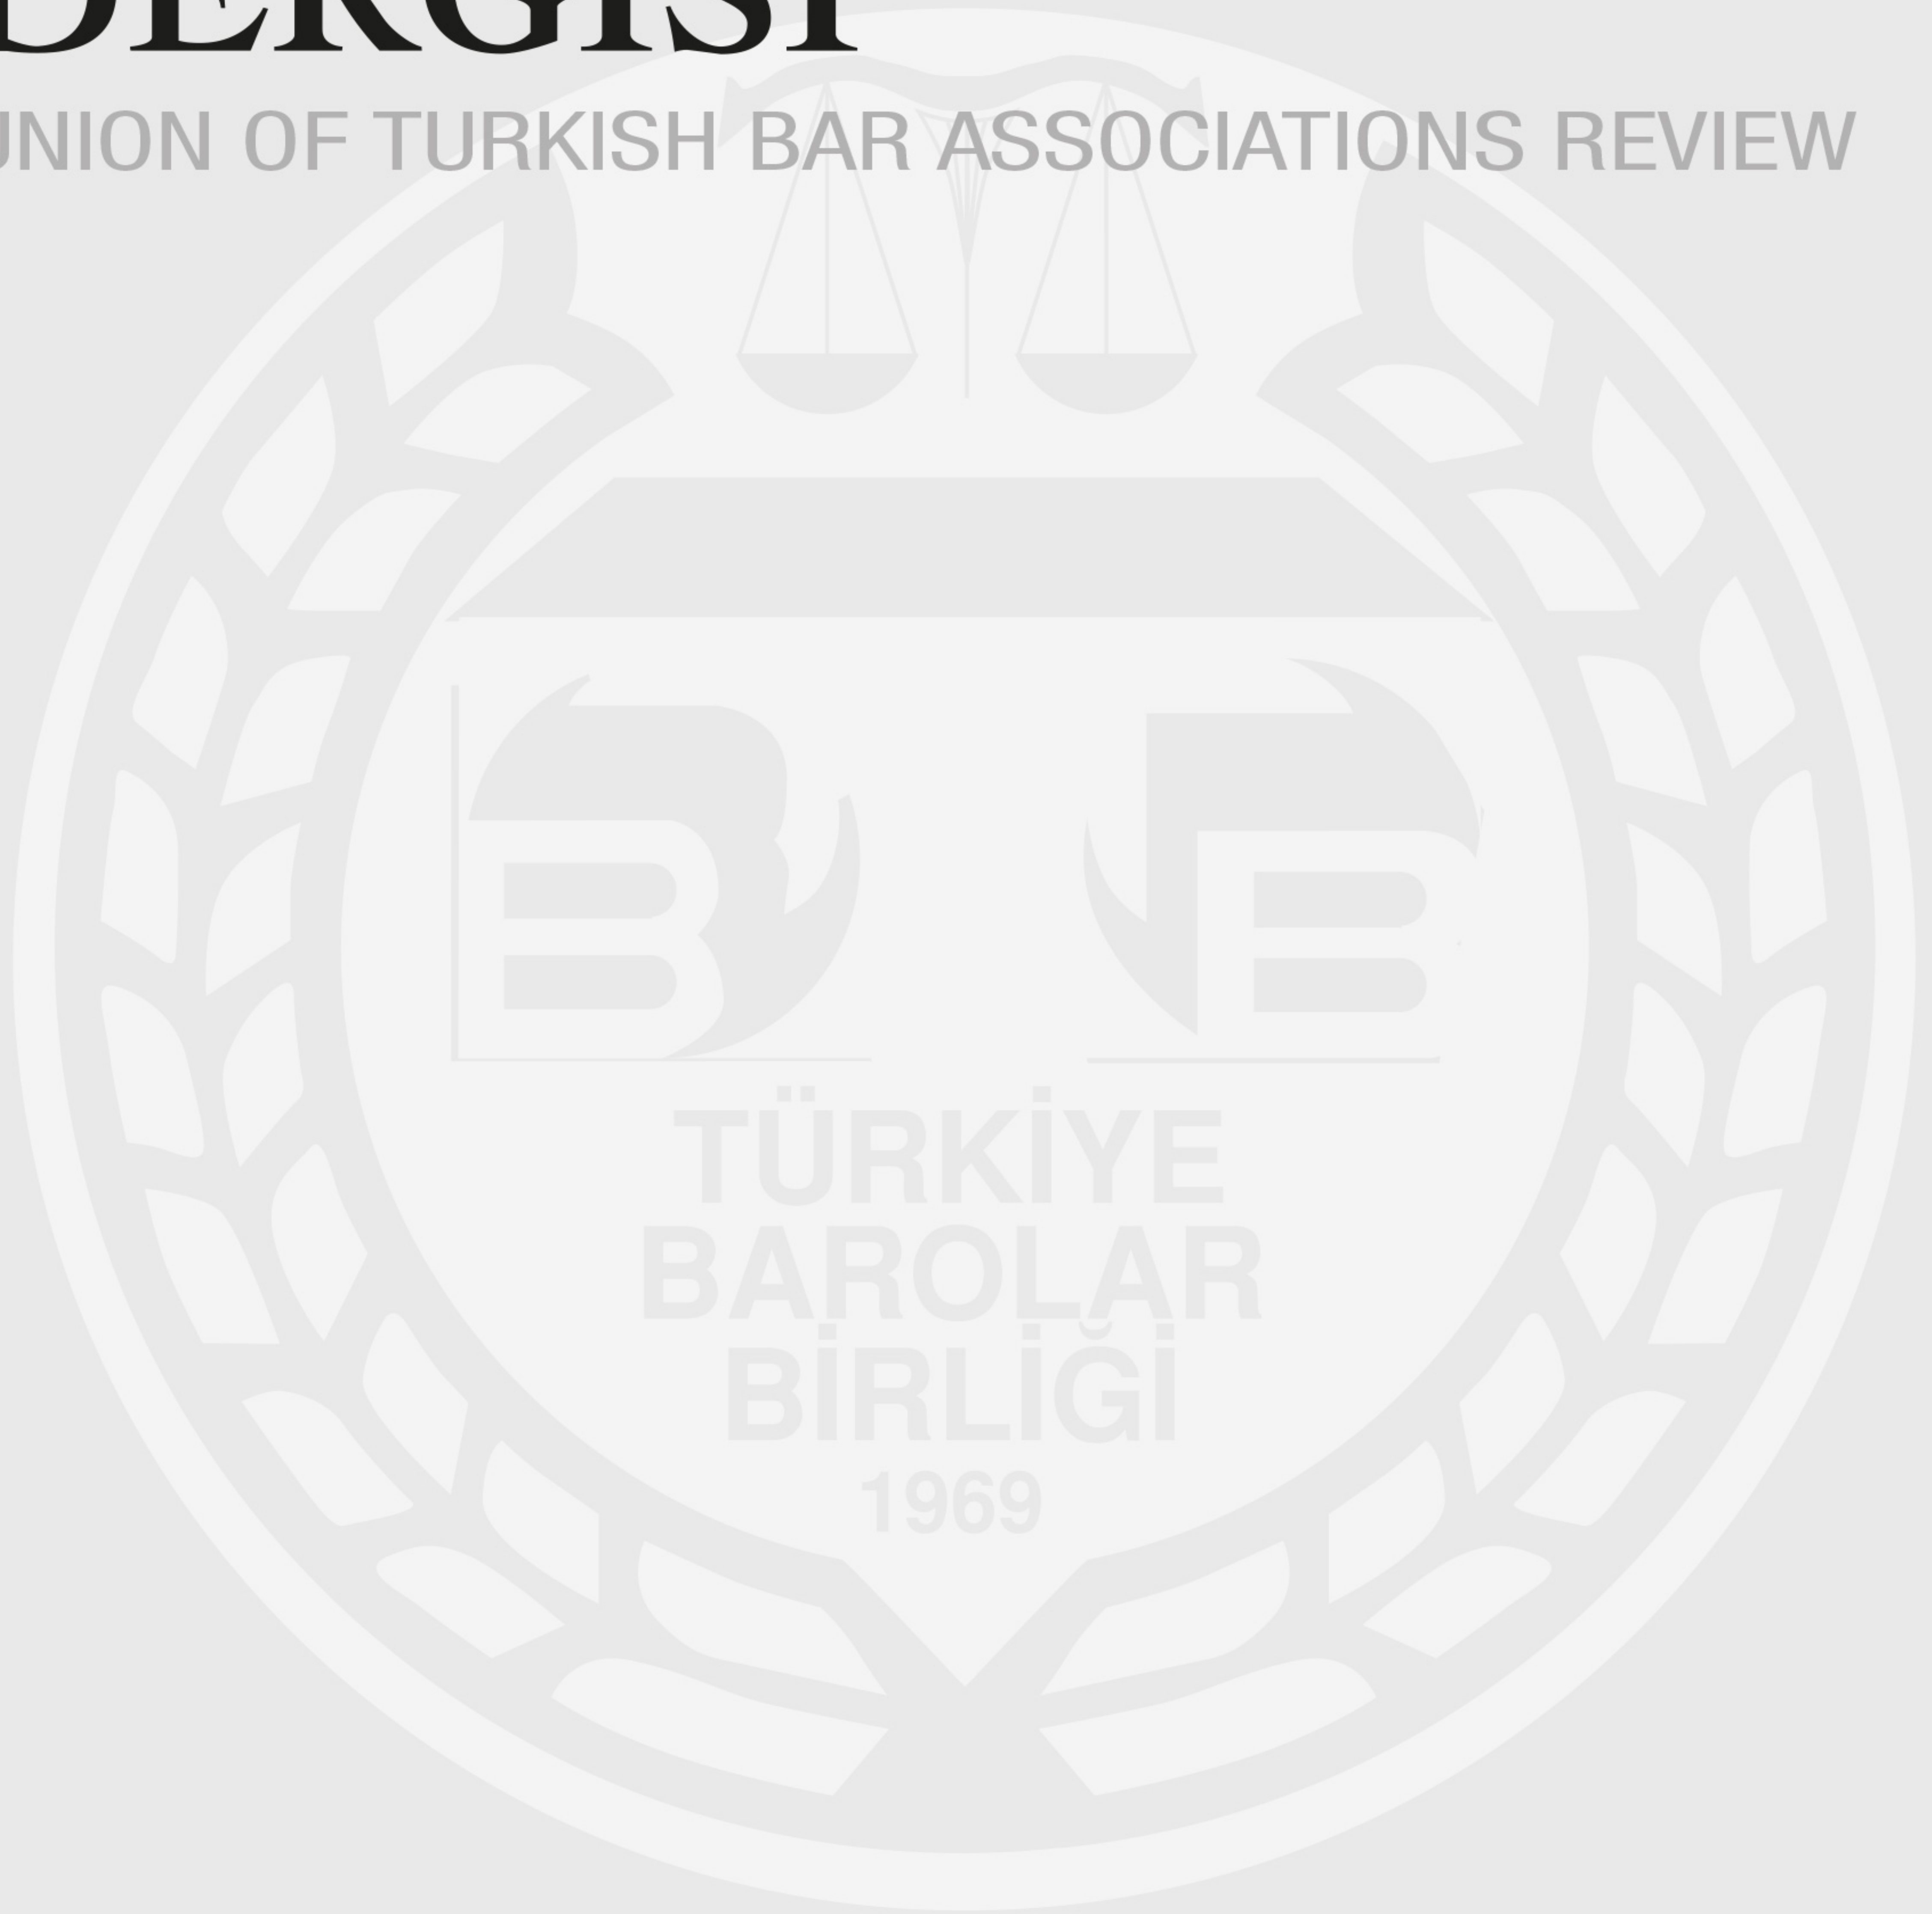 DERGİSİ
UNION OF TURKISH BAR ASSOCIATIONS REVIEW
TÜRKİYE
BAROLAR
BİRLİĞİ
1969